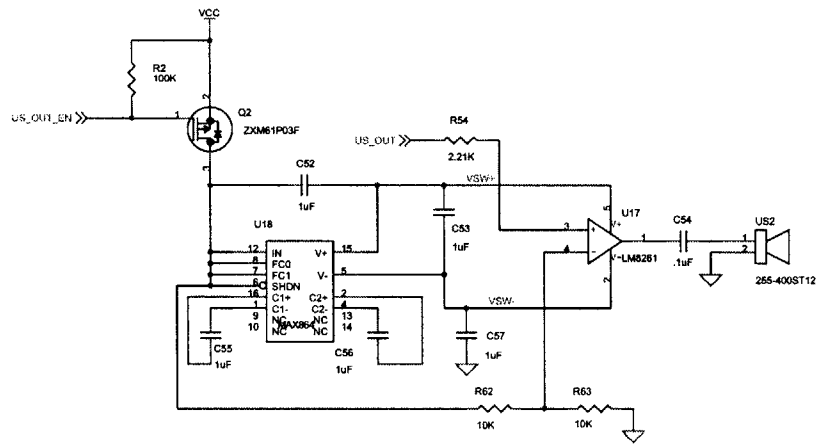 VCC
R2
100K
2
US_OUT_EN
1
Q2
ZXM61P03F
3
R54
US_OUT
2.21K
C52
1uF
VSW+
U17
C54
US2
C53
1uF
5
V+
3
+
4
-
1
V-
LM8261
2
.1uF
1
2
255-400ST12
U18
12
IN
V+
15
8
FC0
7
FC1
V-
5
6
SHDN
16
C1+
C2+
2
1
C1-
C2-
4
9
NC
NC
13
10
NC
NC
14
MAX864
VSW-
C55
1uF
C56
1uF
C57
1uF
R62
10K
R63
10K